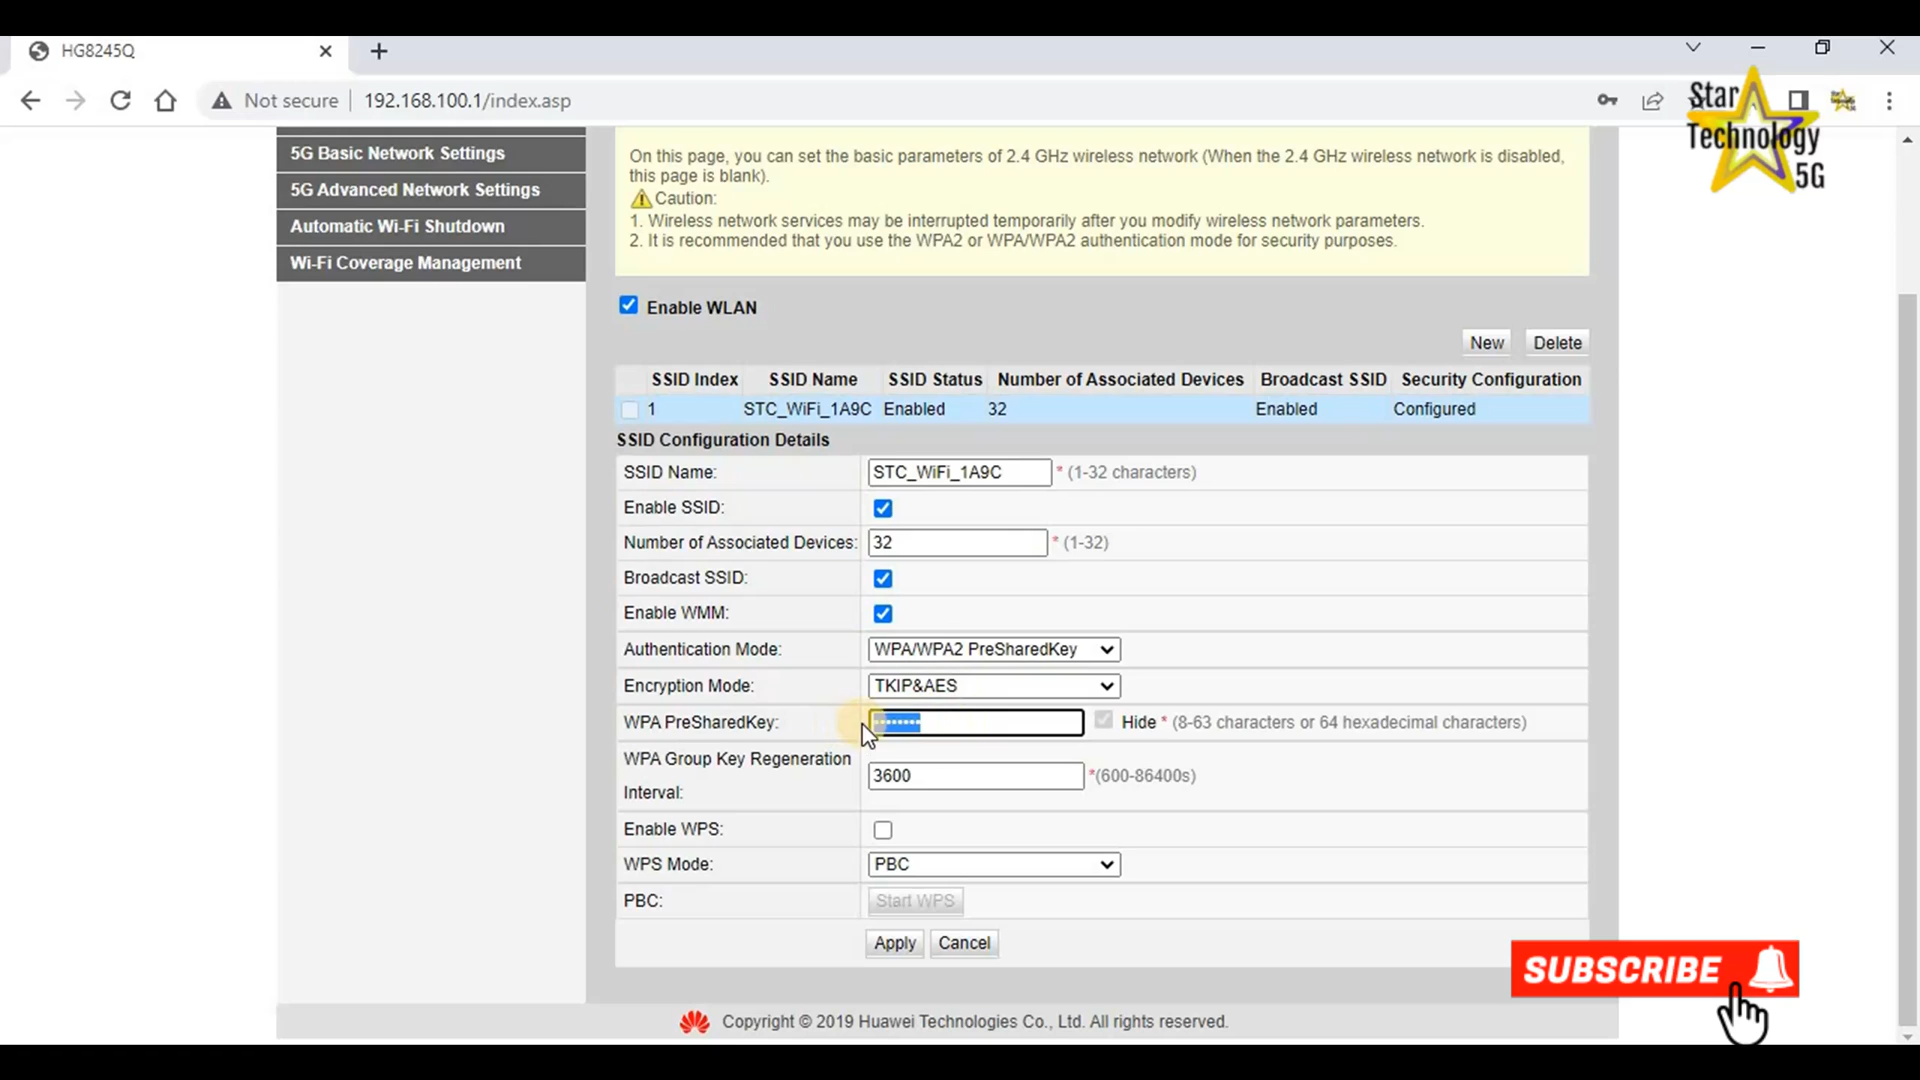 HG8245Q
Not secure
192.168.100.1/index.asp
Star
Technology
5G
5G Basic Network Settings
5G Advanced Network Settings
Automatic Wi-Fi Shutdown
Wi-Fi Coverage Management
On this page, you can set the basic parameters of 2.4 GHz wireless network (When the 2.4 GHz wireless network is disabled,
this page is blank).
Caution:
1. Wireless network services may be interrupted temporarily after you modify wireless network parameters.
2. It is recommended that you use the WPA2 or WPA/WPA2 authentication mode for security purposes.
Enable WLAN
New Delete
SSID Index SSID Name SSID Status Number of Associated Devices Broadcast SSID Security Configuration
1 STC_WiFi_1A9C Enabled 32 Enabled Configured
SSID Configuration Details
SSID Name: STC_WiFi_1A9C * (1-32 characters)
Enable SSID:
Number of Associated Devices: 32 * (1-32)
Broadcast SSID:
Enable WMM:
Authentication Mode: WPA/WPA2 PreSharedKey
Encryption Mode: TKIP&AES
WPA PreSharedKey: •••••••• Hide * (8-63 characters or 64 hexadecimal characters)
WPA Group Key Regeneration
Interval:
3600 *(600-86400s)
Enable WPS:
WPS Mode: PBC
PBC: Start WPS
Apply Cancel
SUBSCRIBE
Copyright © 2019 Huawei Technologies Co., Ltd. All rights reserved.